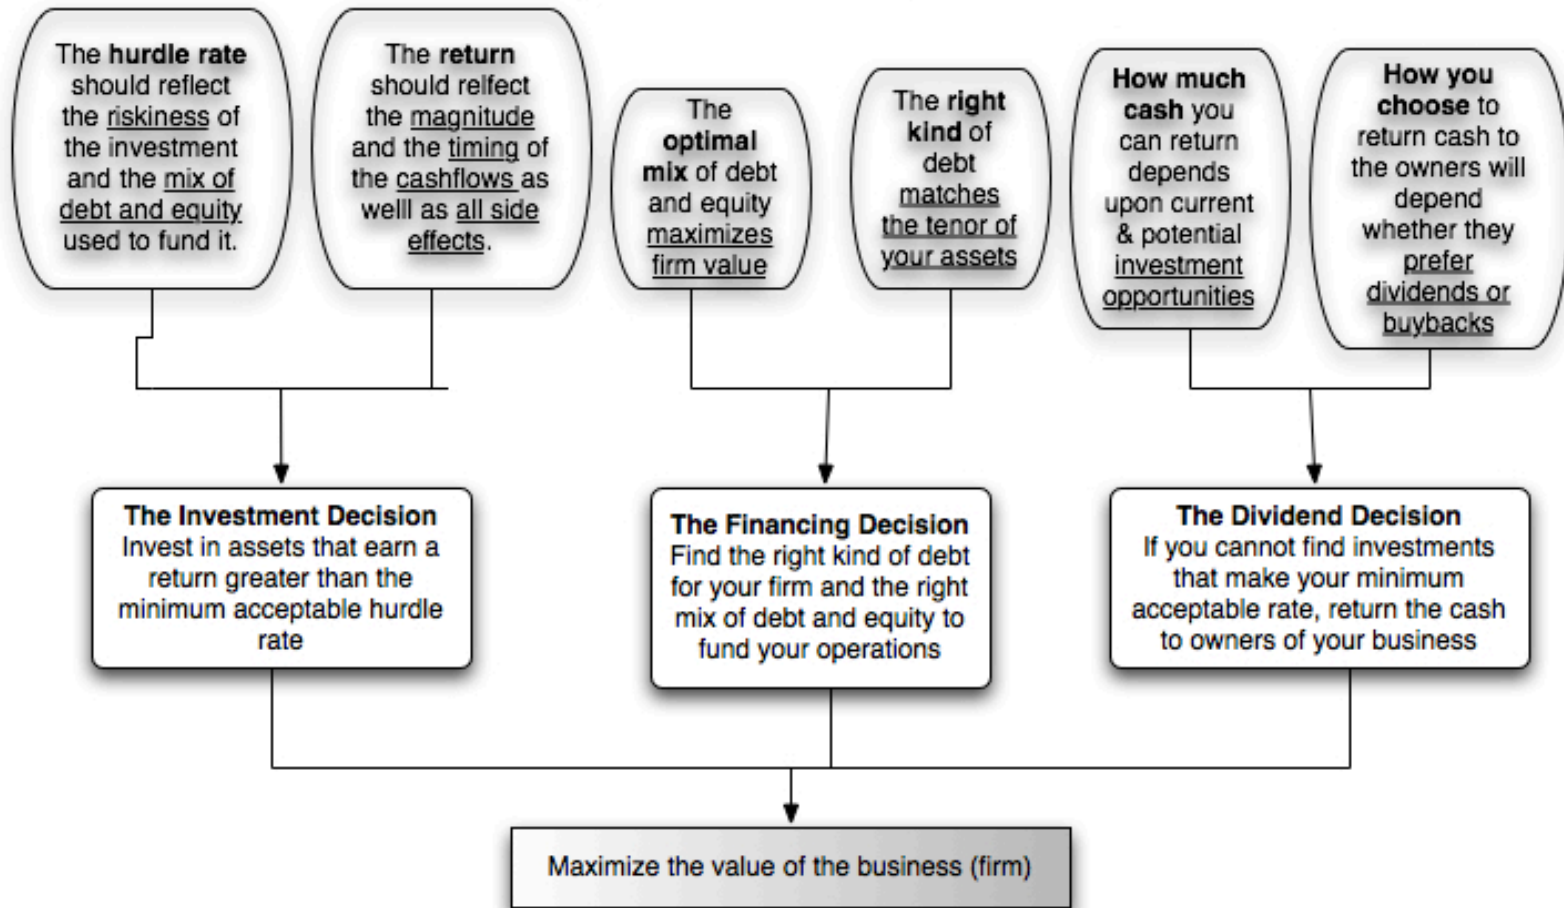 The hurdle rate
should reflect
the riskiness of
the investment
and the mix of
debt and equity
used to fund it.
The return
should relfect
the magnitude
and the timing of
the cashflows as
welll as all side
effects.
The
optimal
mix of debt
and equity
maximizes
firm value
The right
kind of
debt
matches
the tenor of
your assets
How much
cash you
can return
depends
upon current
& potential
investment
opportunities
How you
choose to
return cash to
the owners will
depend
whether they
prefer
dividends or
buybacks
The Investment Decision
Invest in assets that earn a
return greater than the
minimum acceptable hurdle
rate
The Financing Decision
Find the right kind of debt
for your firm and the right
mix of debt and equity to
fund your operations
The Dividend Decision
If you cannot find investments
that make your minimum
acceptable rate, return the cash
to owners of your business
Maximize the value of the business (firm)